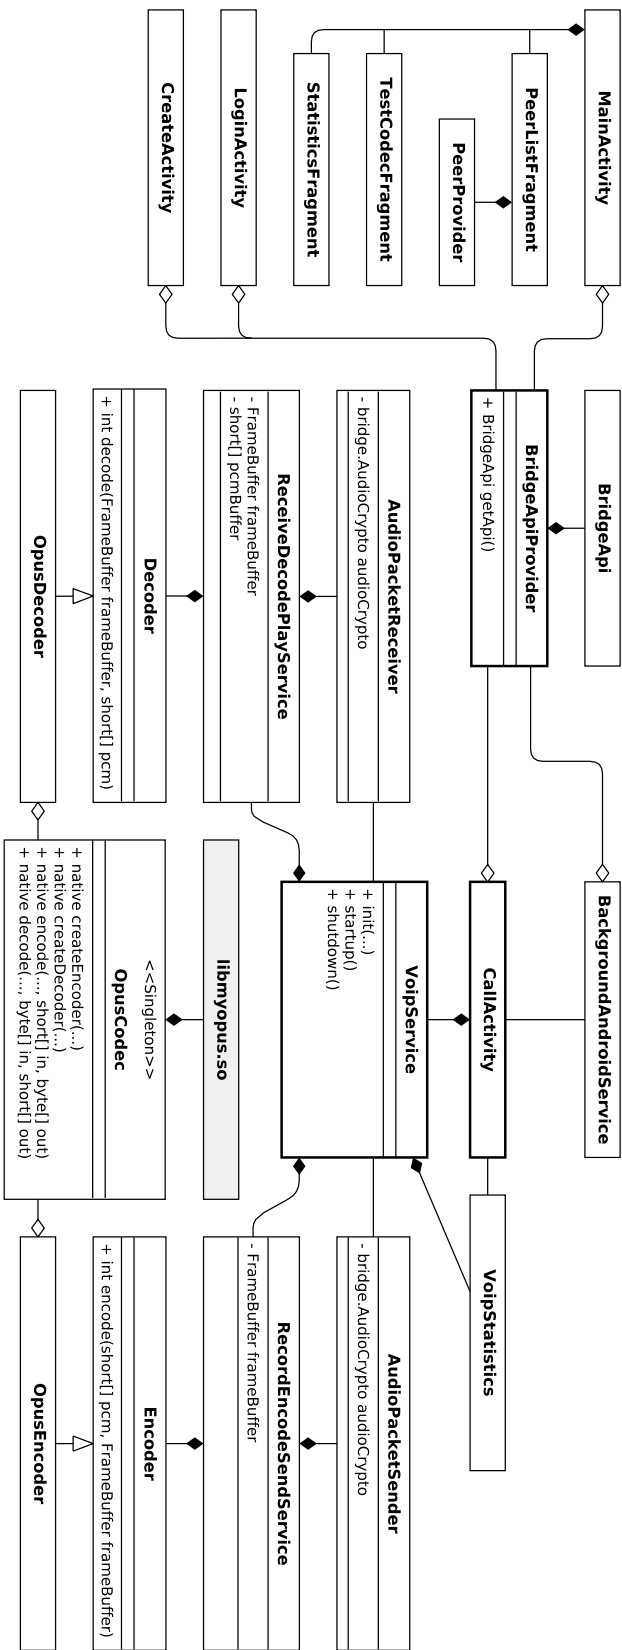 MainActivity
PeerListFragment
PeerProvider
TestCodecFragment
StatisticsFragment
LoginActivity
CreateActivity
BridgeApi
BridgeApiProvider
+ BridgeApi getApi()
AudioPacketReceiver
- bridge.AudioCrypto audioCrypto
ReceiveDecodePlayService
- FrameBuffer frameBuffer
- short[] pcmBuffer
Decoder
+ int decode(FrameBuffer frameBuffer, short[] pcm)
OpusDecoder
BackgroundAndroidService
CallActivity
VoipService
+ init(...)
+ startup()
+ shutdown()
libmyopus.so
<<Singleton>>
OpusCodec
+ native createEncoder(...)
+ native createDecoder(...)
+ native encode(..., short[] in, byte[] out)
+ native decode(..., byte[] in, short[] out)
VoipStatistics
AudioPacketSender
- bridge.AudioCrypto audioCrypto
RecordEncodeSendService
- FrameBuffer frameBuffer
Encoder
+ int encode(short[] pcm, FrameBuffer frameBuffer)
OpusEncoder